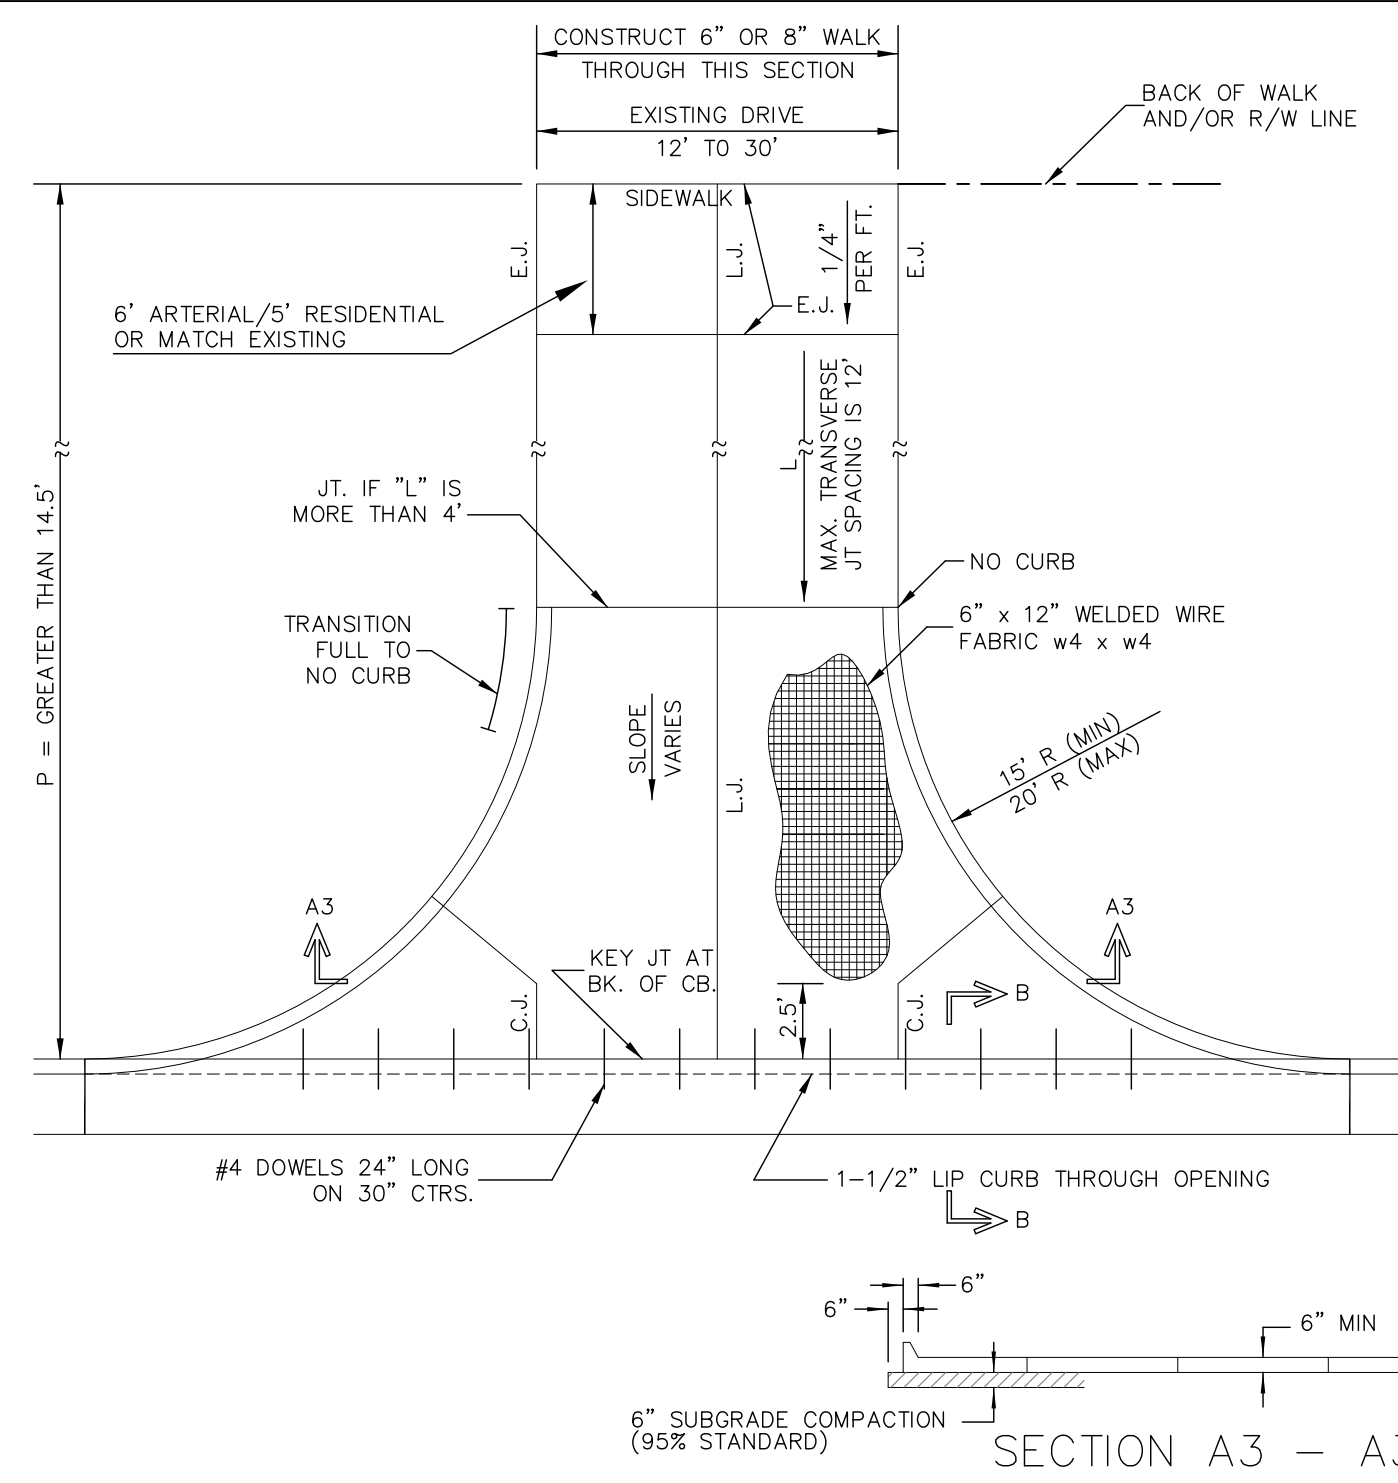 CONSTRUCT 6" OR 8" WALK
THROUGH THIS SECTION
EXISTING DRIVE
12' TO 30'
BACK OF WALK
AND/OR R/W LINE
SIDEWALK
E.J.
L.J.
1/4"
PER FT.
E.J.
E.J.
6' ARTERIAL/5' RESIDENTIAL
OR MATCH EXISTING
L
MAX. TRANSVERSE
JT SPACING IS 12'
P = GREATER THAN 14.5'
JT. IF "L" IS
MORE THAN 4'
NO CURB
TRANSITION
FULL TO
NO CURB
6" x 12" WELDED WIRE
FABRIC w4 x w4
SLOPE
VARIES
L.J.
15' R (MIN)
20' R (MAX)
A3
A3
KEY JT AT
BK. OF CB.
C.J.
2.5'
C.J.
B
#4 DOWELS 24" LONG
ON 30" CTRS.
1-1/2" LIP CURB THROUGH OPENING
B
6"
6"
6" MIN
6" SUBGRADE COMPACTION
(95% STANDARD)
SECTION A3 - A3